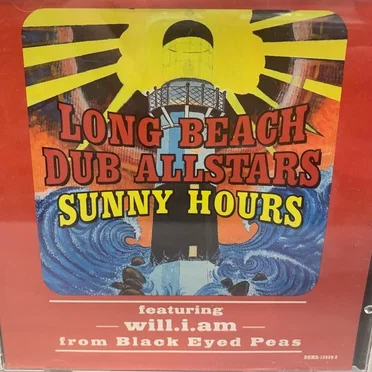 LONG BEACH
DUB ALLSTARS
SUNNY HOURS
featuring
will.i.am
from Black Eyed Peas